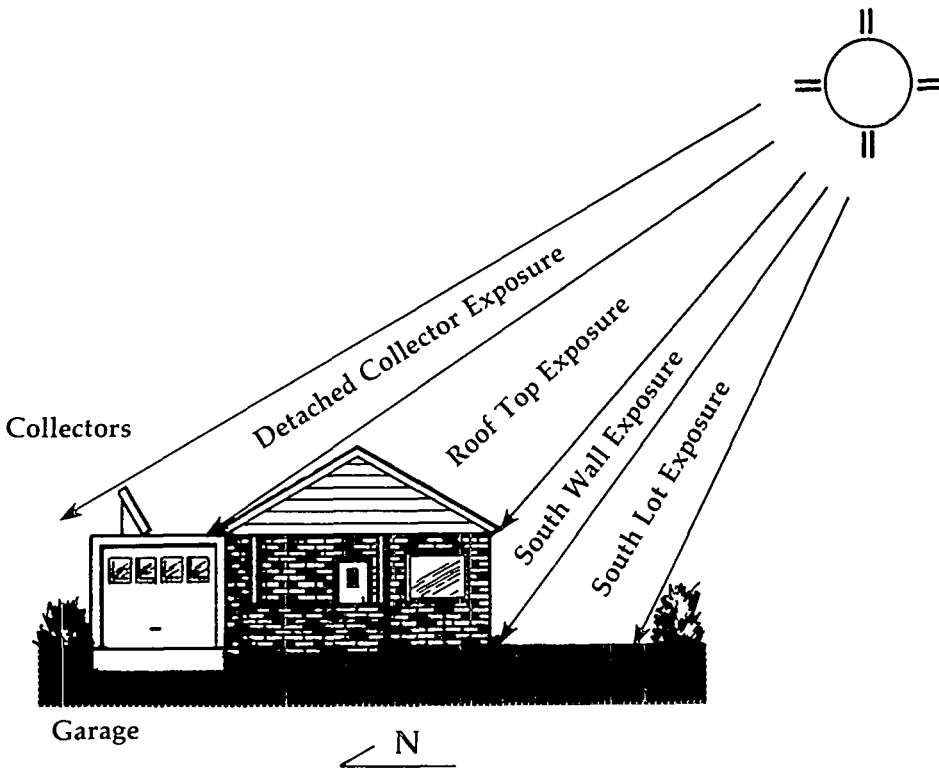 Detached Collector Exposure
Roof Top Exposure
South Wall Exposure
South Lot Exposure
Collectors
Garage
N